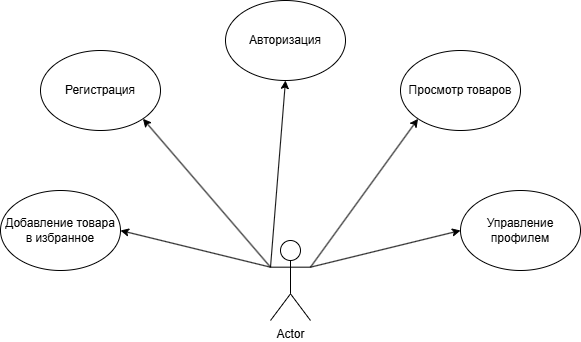 Авторизация
Регистрация
Просмотр товаров
Добавление товара
в избранное
Управление
профилем
Actor